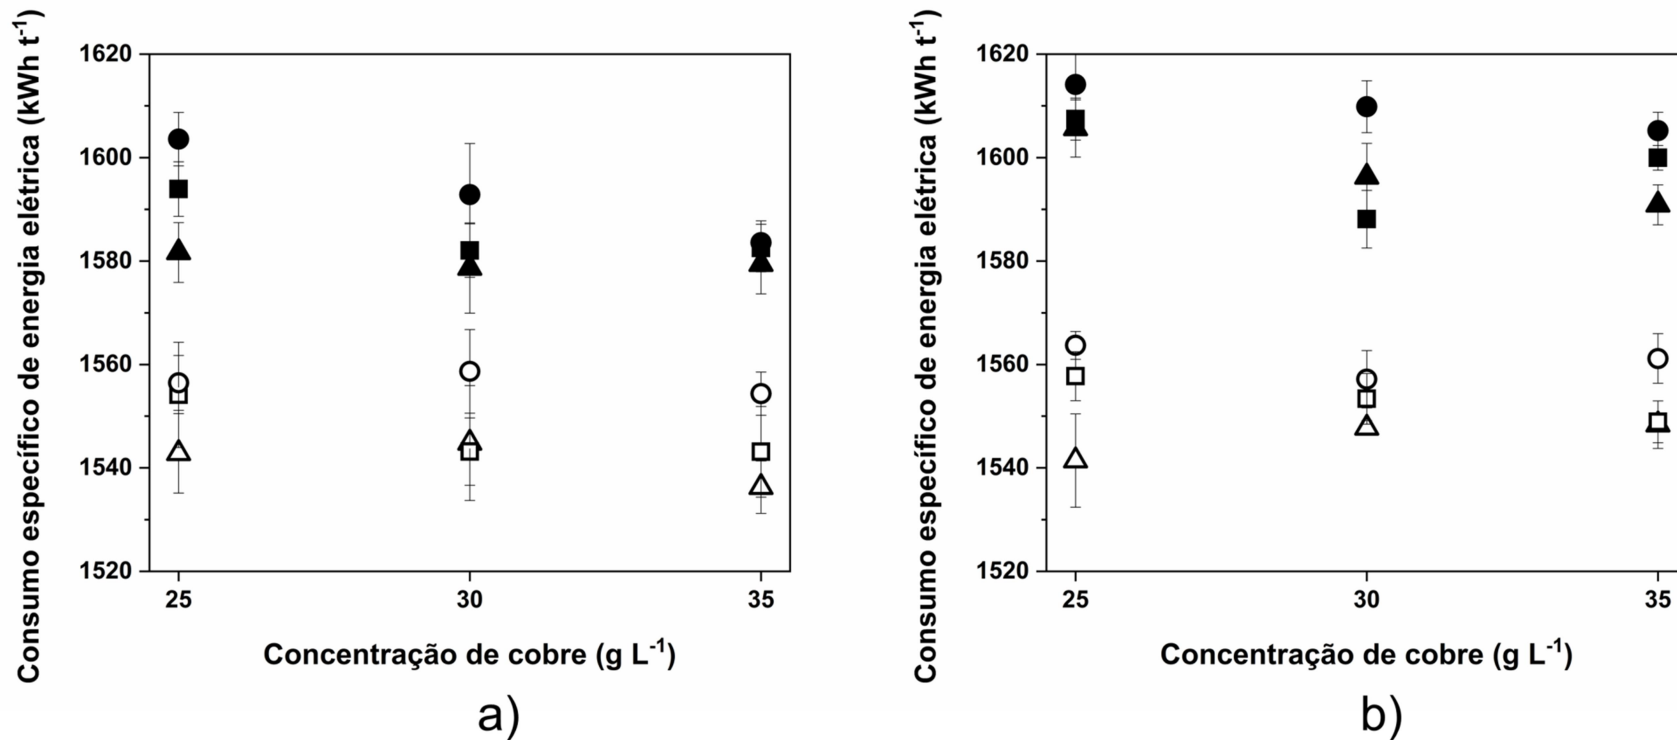 Consumo específico de energia elétrica (kWh t⁻¹)
1620
1600
1580
1560
1540
1520
25 30 35
Concentração de cobre (g L⁻¹)
a)
Consumo específico de energia elétrica (kWh t⁻¹)
1620
1600
1580
1560
1540
1520
25 30 35
Concentração de cobre (g L⁻¹)
b)